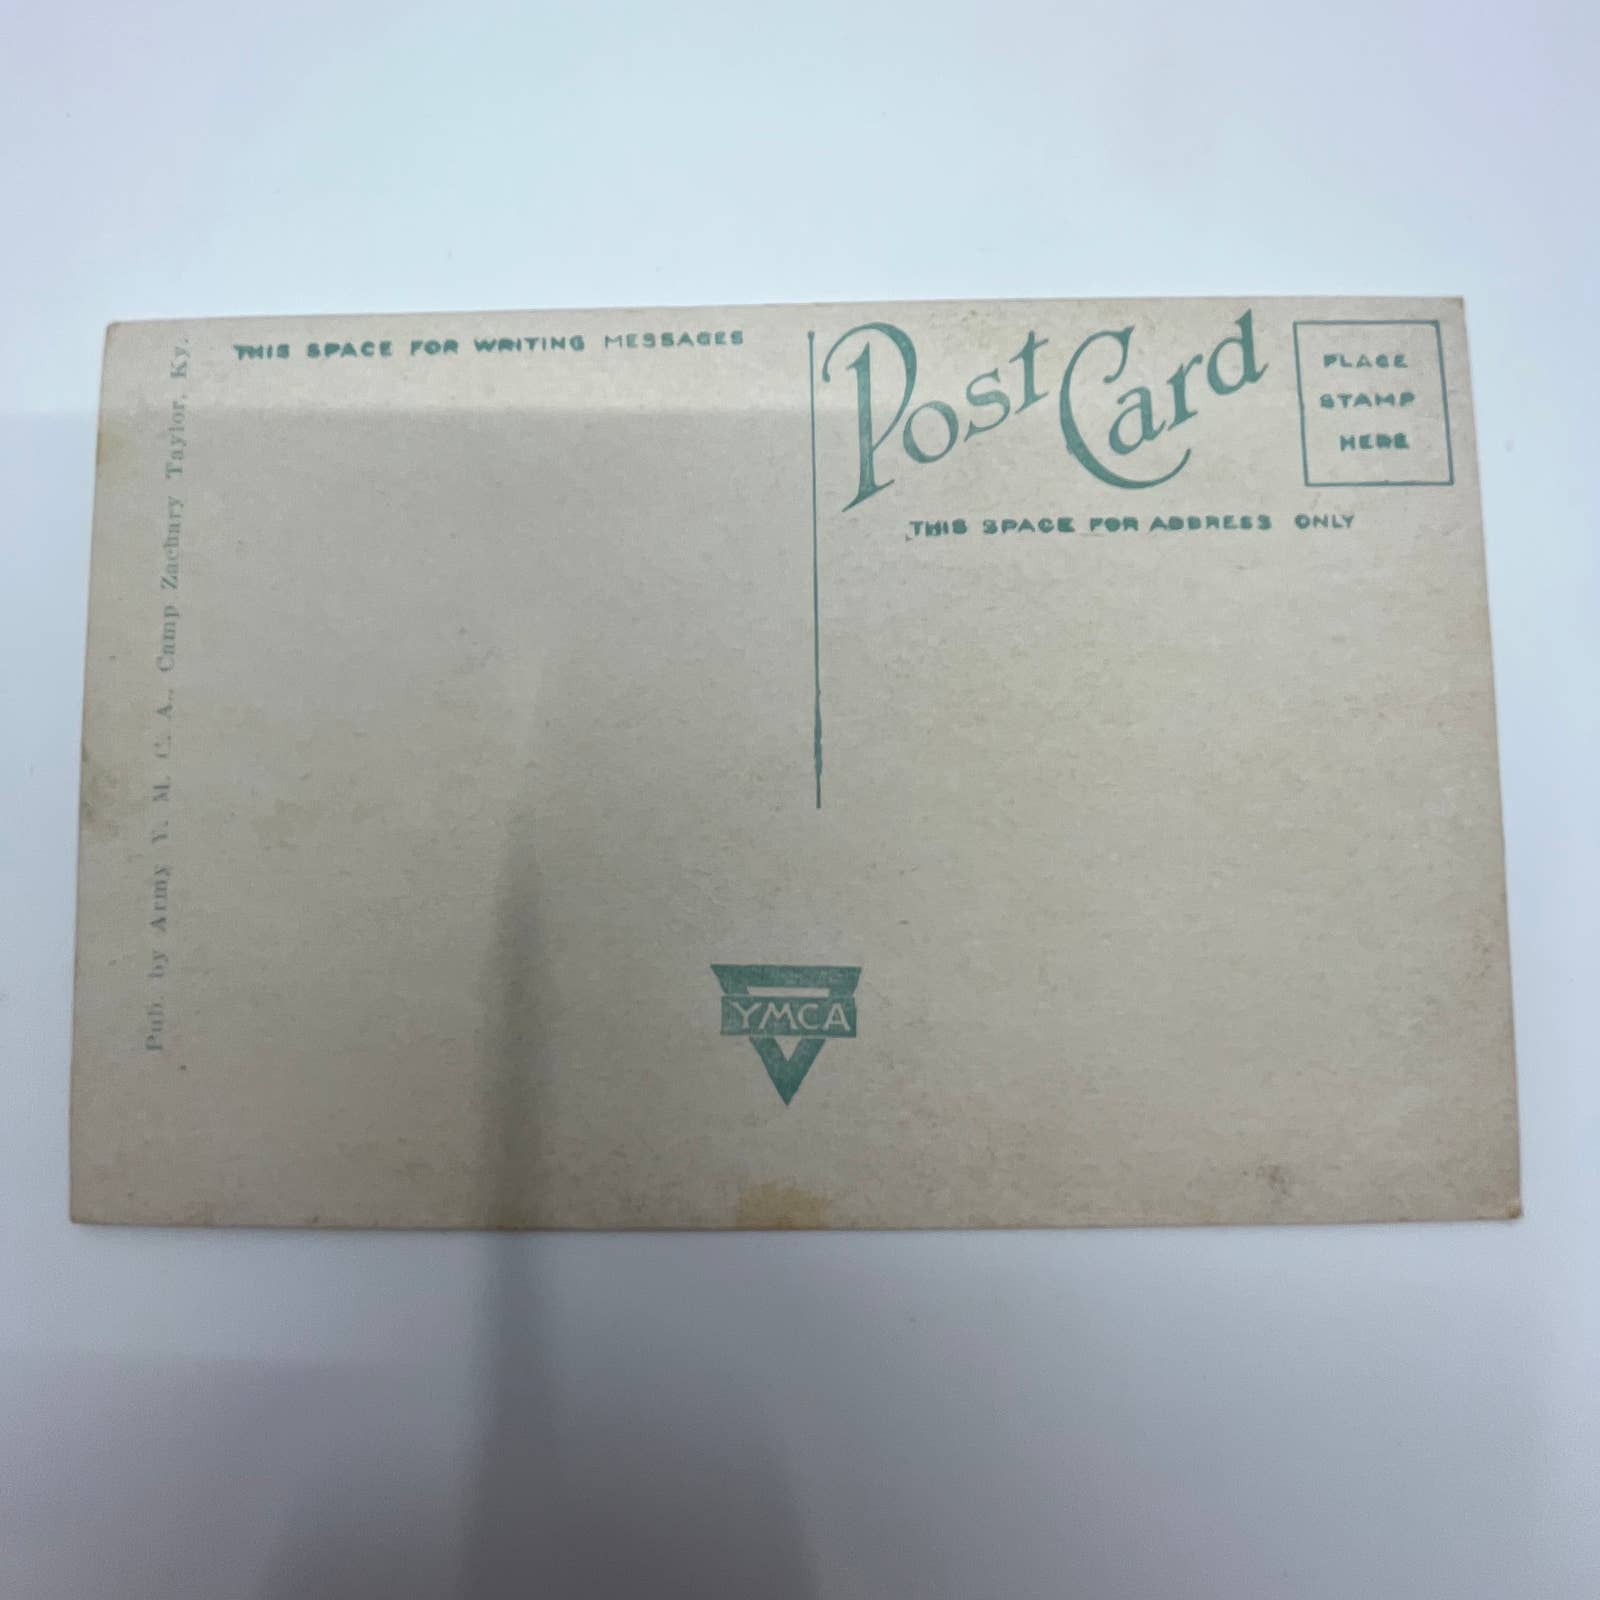 THIS SPACE FOR WRITING MESSAGES
Post Card
PLACE
STAMP
HERE
THIS SPACE FOR ADDRESS ONLY
Pub. by Army Y. M. C. A., Camp Zachary Taylor, Ky.
YMCA